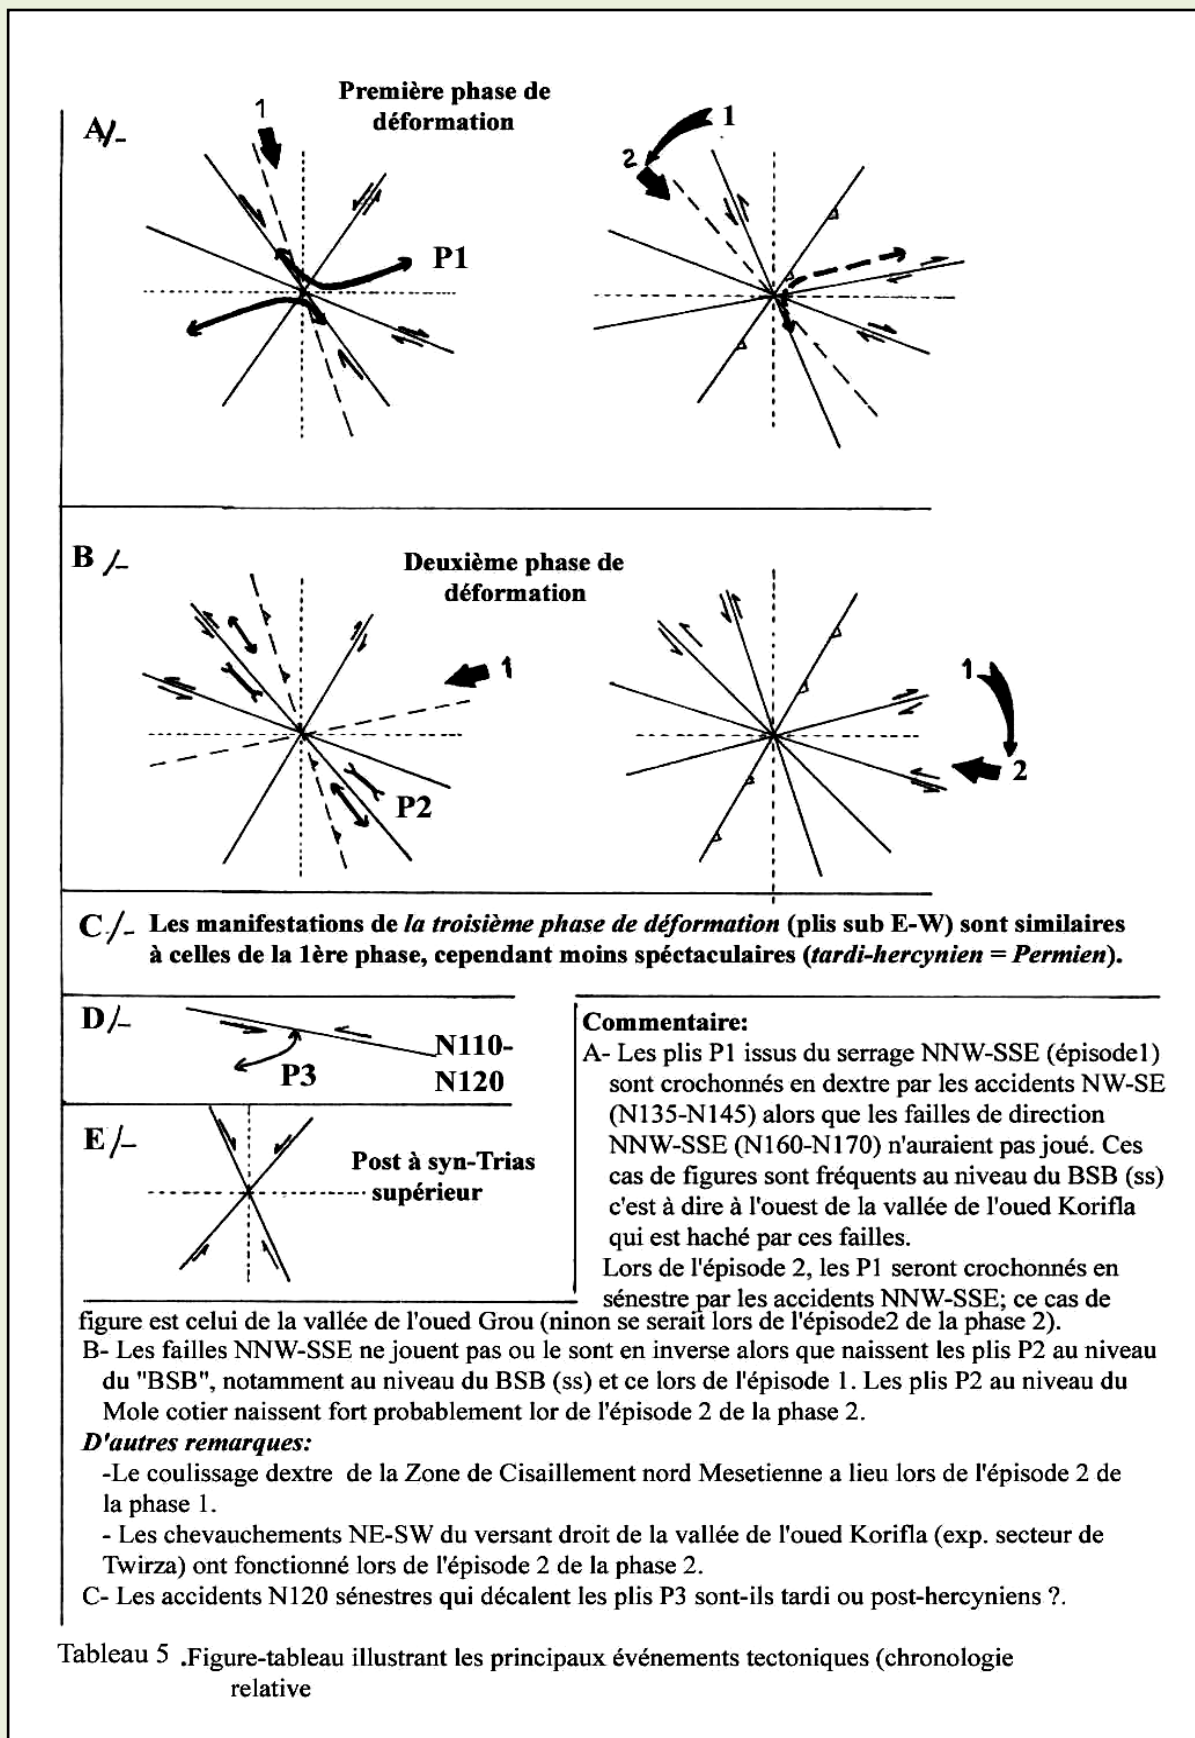 Première phase de
déformation
A/-
1
P1
1
2
B /-
Deuxième phase de
déformation
1
P2
1
2
C/- Les manifestations de la troisième phase de déformation (plis sub E-W) sont similaires
à celles de la 1ère phase, cependant moins spéctaculaires (tardi-hercynien = Permien).
D/-
N110-
N120
P3
E/-
Post à syn-Trias
supérieur
Commentaire:
A- Les plis P1 issus du serrage NNW-SSE (épisode1)
sont crochonnés en dextre par les accidents NW-SE
(N135-N145) alors que les failles de direction
NNW-SSE (N160-N170) n'auraient pas joué. Ces
cas de figures sont fréquents au niveau du BSB (ss)
c'est à dire à l'ouest de la vallée de l'oued Korifla
qui est haché par ces failles.
Lors de l'épisode 2, les P1 seront crochonnés en
sénestre par les accidents NNW-SSE; ce cas de
figure est celui de la vallée de l'oued Grou (ninon se serait lors de l'épisode2 de la phase 2).
B- Les failles NNW-SSE ne jouent pas ou le sont en inverse alors que naissent les plis P2 au niveau
du "BSB", notamment au niveau du BSB (ss) et ce lors de l'épisode 1. Les plis P2 au niveau du
Mole cotier naissent fort probablement lor de l'épisode 2 de la phase 2.
D'autres remarques:
-Le coulissage dextre de la Zone de Cisaillement nord Mesetienne a lieu lors de l'épisode 2 de
la phase 1.
- Les chevauchements NE-SW du versant droit de la vallée de l'oued Korifla (exp. secteur de
Twirza) ont fonctionné lors de l'épisode 2 de la phase 2.
C- Les accidents N120 sénestres qui décalent les plis P3 sont-ils tardi ou post-hercyniens ?.
Tableau 5 .Figure-tableau illustrant les principaux événements tectoniques (chronologie
relative